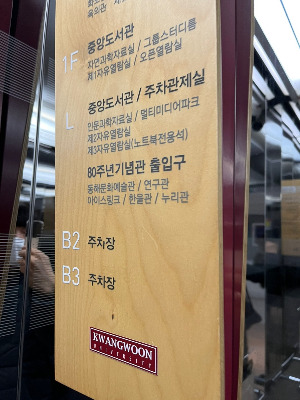 육의관 /
1F 중앙도서관
자연과학자료실 / 그룹스터디룸
제1자유열람실 / 오픈열람실
L 중앙도서관 / 주차관제실
인문과학자료실 / 멀티미디어파크
제2자유열람실
제3자유열람실(노트북전용석)
80주년기념관 출입구
동해문화예술관 / 연구관
아이스링크 / 한울관 / 누리관
B2 주차장
B3 주차장
KWANGWOON
UNIVERSITY